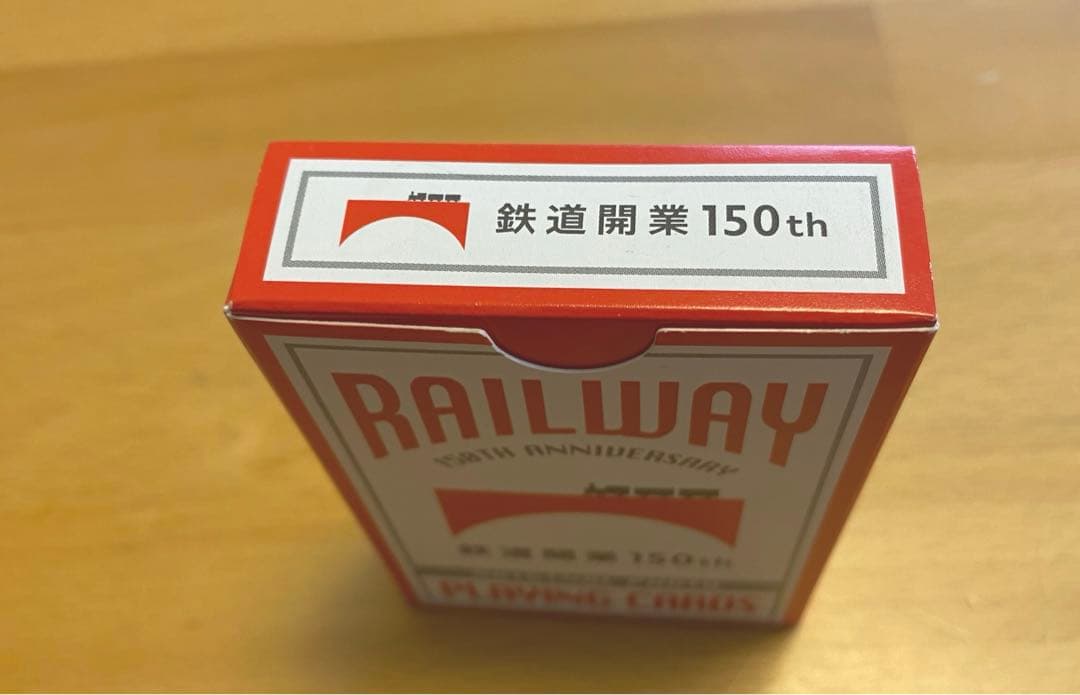 鉄道開業150th
RAILWAY
150TH ANNIVERSARY
鉄道開業150th
PLAYING CARDS